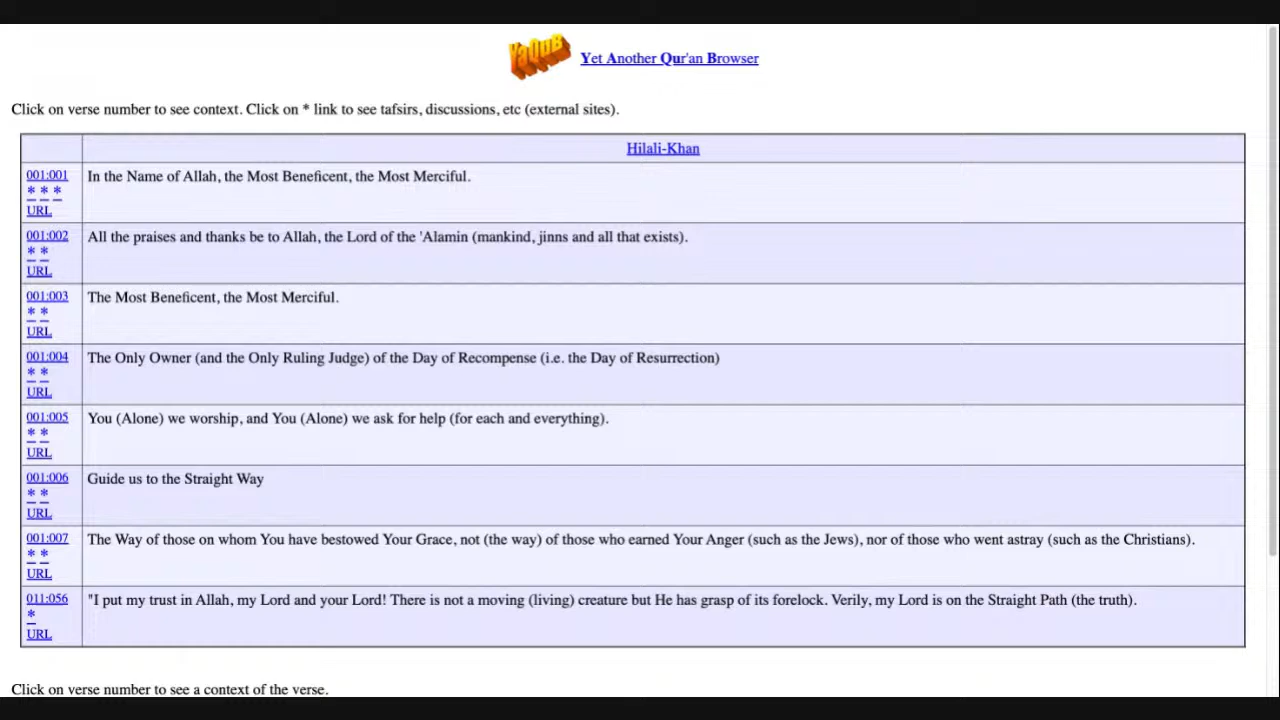 YaQuB Yet Another Qur'an Browser
Click on verse number to see context. Click on * link to see tafsirs, discussions, etc (external sites).
Hilali-Khan
001:001 In the Name of Allah, the Most Beneficent, the Most Merciful.
* * *
URL
001:002 All the praises and thanks be to Allah, the Lord of the 'Alamin (mankind, jinns and all that exists).
* *
URL
001:003 The Most Beneficent, the Most Merciful.
* *
URL
001:004 The Only Owner (and the Only Ruling Judge) of the Day of Recompense (i.e. the Day of Resurrection)
* *
URL
001:005 You (Alone) we worship, and You (Alone) we ask for help (for each and everything).
* *
URL
001:006 Guide us to the Straight Way
* *
URL
001:007 The Way of those on whom You have bestowed Your Grace, not (the way) of those who earned Your Anger (such as the Jews), nor of those who went astray (such as the Christians).
* *
URL
011:056 "I put my trust in Allah, my Lord and your Lord! There is not a moving (living) creature but He has grasp of its forelock. Verily, my Lord is on the Straight Path (the truth).
*
URL
Click on verse number to see a context of the verse.